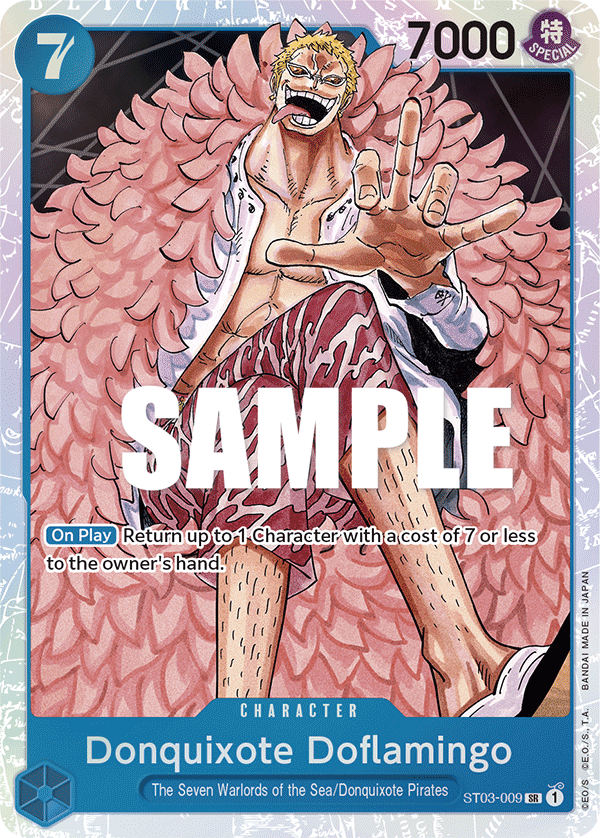 7
7000
特
SPECIAL
SAMPLE
On Play Return up to 1 Character with a cost of 7 or less
to the owner's hand.
CHARACTER
Donquixote Doflamingo
The Seven Warlords of the Sea/Donquixote Pirates
ST03-009 SR 1
©E.O/S ©E.O./S, T.A. BANDAI MADE IN JAPAN